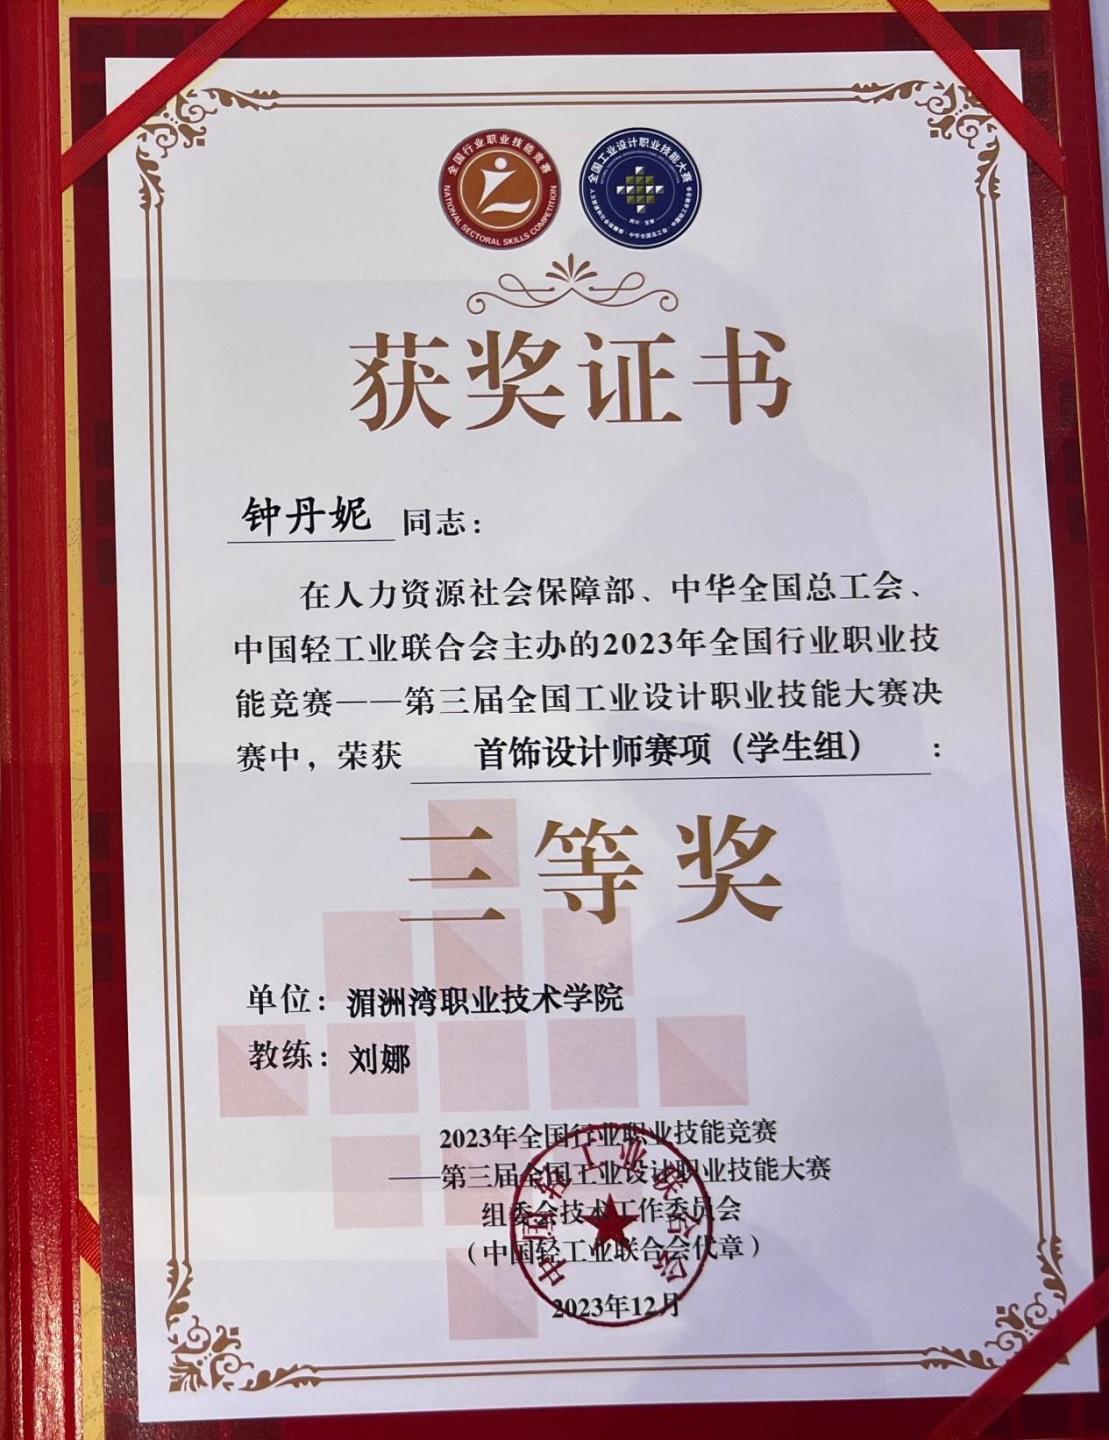 全国行业职业技能竞赛
NATIONAL SECTORAL SKILLS COMPETITION
全国工业设计职业技能大赛
获奖证书
钟丹妮 同志：
在人力资源社会保障部、中华全国总工会、
中国轻工业联合会主办的2023年全国行业职业技
能竞赛——第三届全国工业设计职业技能大赛决
赛中，荣获 首饰设计师赛项（学生组）：
三等奖
单位：湄洲湾职业技术学院
教练：刘娜
2023年全国行业职业技能竞赛
——第三届全国工业设计职业技能大赛
组委会技术工作委员会
（中国轻工业联合会代章）
2023年12月
中国轻工业联合会